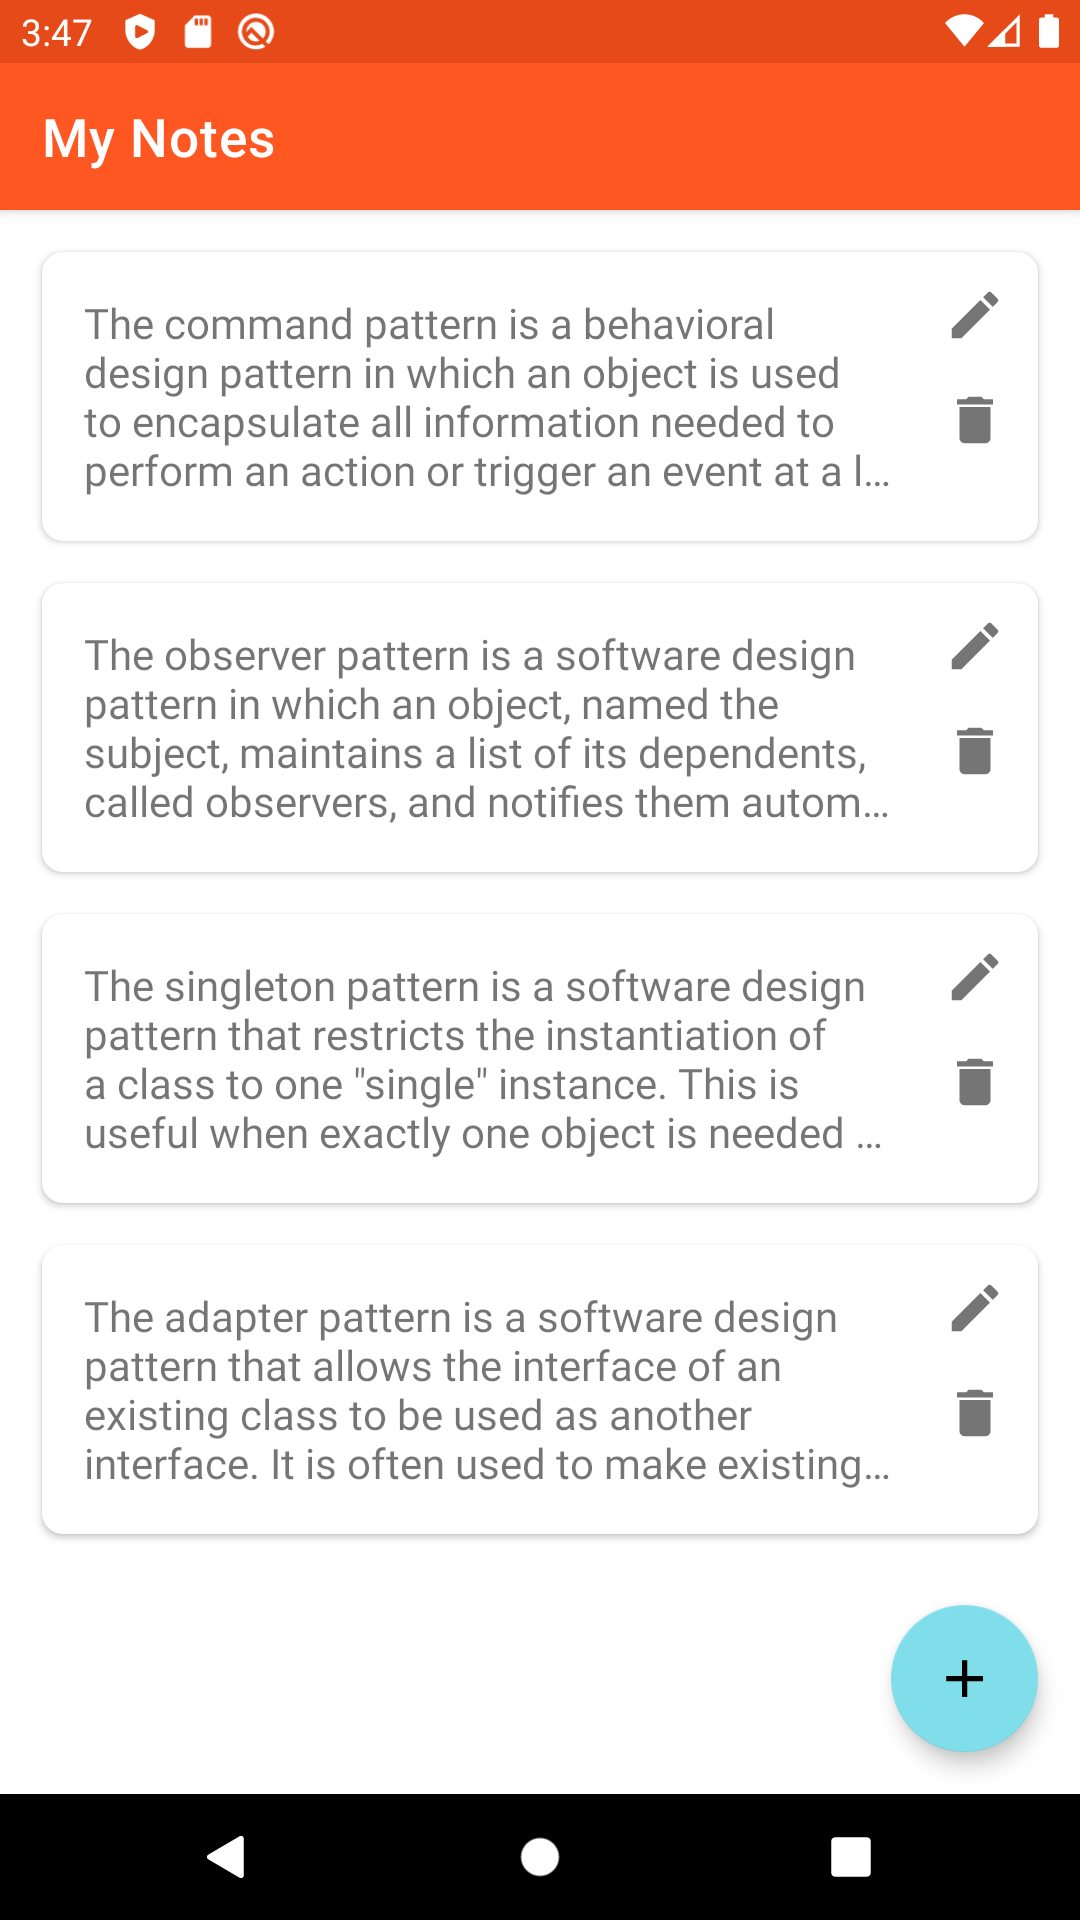 3:47
My Notes
The command pattern is a behavioral
design pattern in which an object is used
to encapsulate all information needed to
perform an action or trigger an event at a l...
The observer pattern is a software design
pattern in which an object, named the
subject, maintains a list of its dependents,
called observers, and notifies them autom...
The singleton pattern is a software design
pattern that restricts the instantiation of
a class to one "single" instance. This is
useful when exactly one object is needed ...
The adapter pattern is a software design
pattern that allows the interface of an
existing class to be used as another
interface. It is often used to make existing...